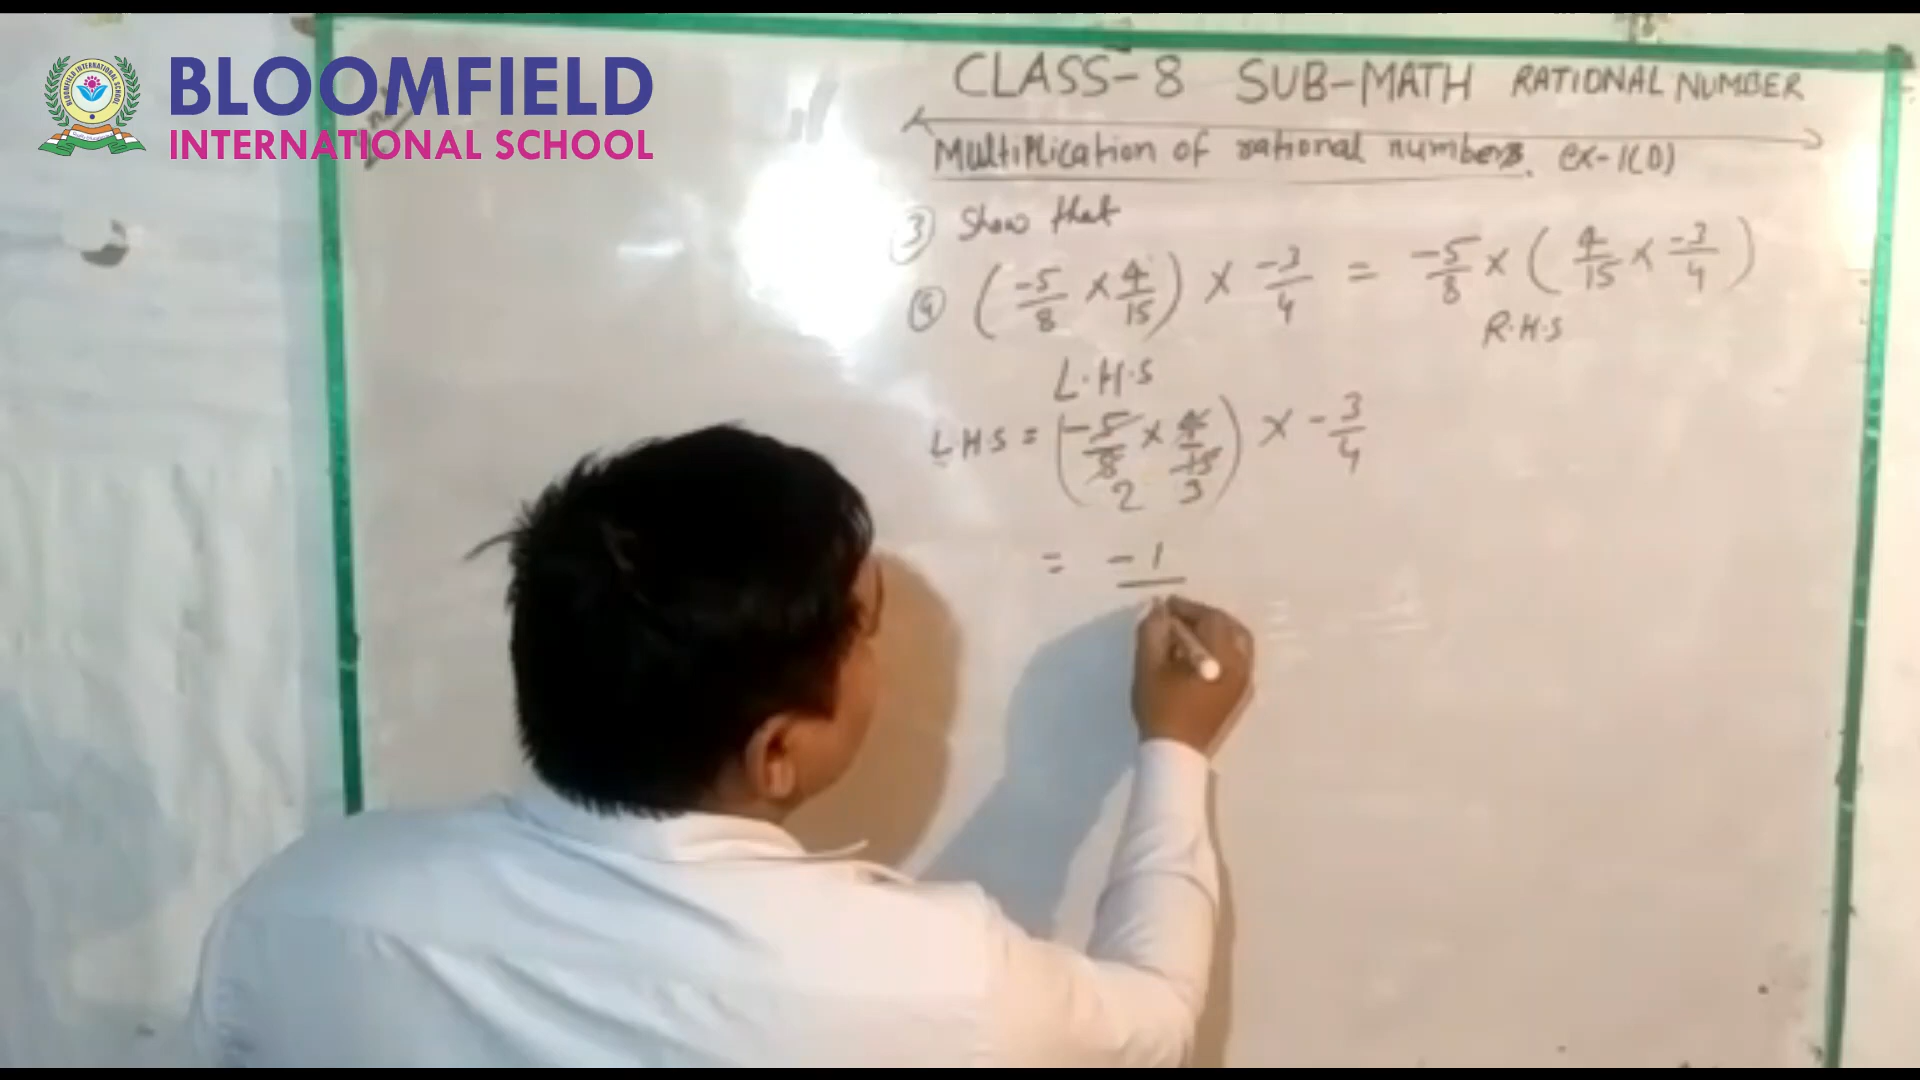 BLOOMFIELD
INTERNATIONAL SCHOOL
CLASS-8 SUB-MATH RATIONAL NUMBER
Multiplication of rational numbers. ex-1(D)
③ Show that
(-5/8 × 4/15) × -3/4 = -5/8 × (4/15 × -3/4)
L.H.S
R.H.S
L.H.S = (-5/8 × 4/15) × -3/4
2 3
= -1